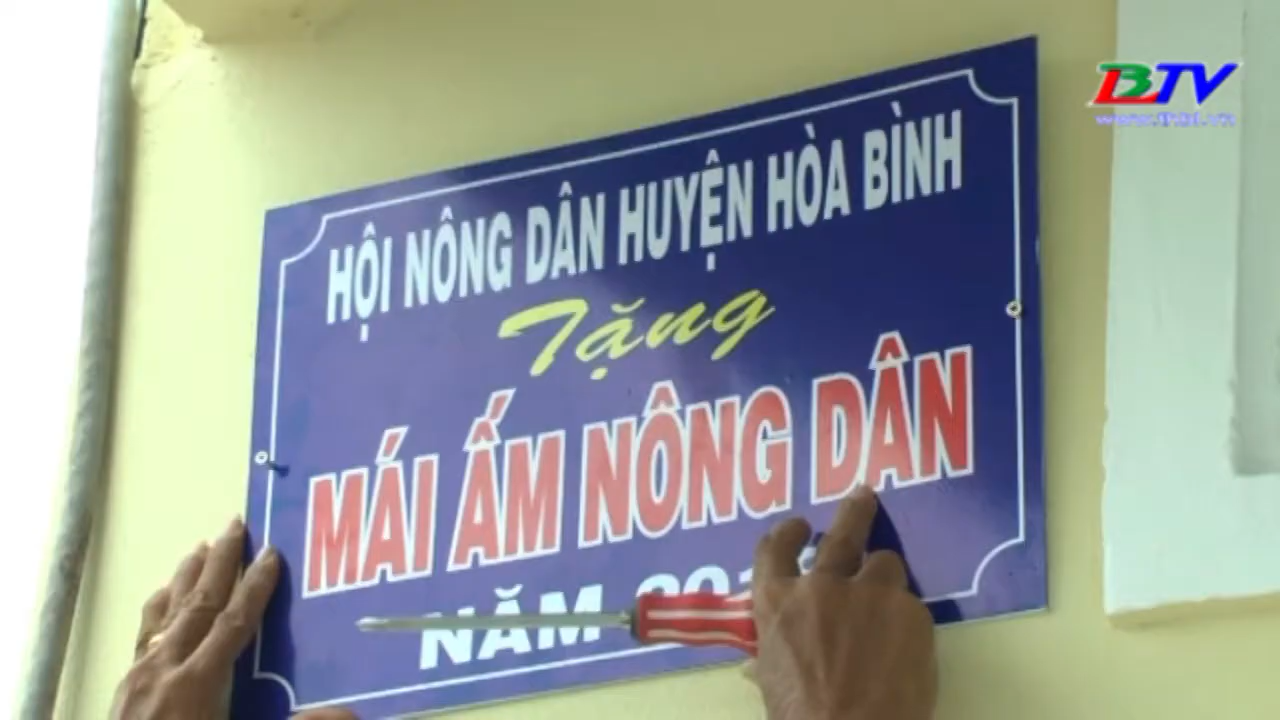 BTV
HỘI NÔNG DÂN HUYỆN HÒA BÌNH
Tặng
MÁI ẤM NÔNG DÂN
NĂM